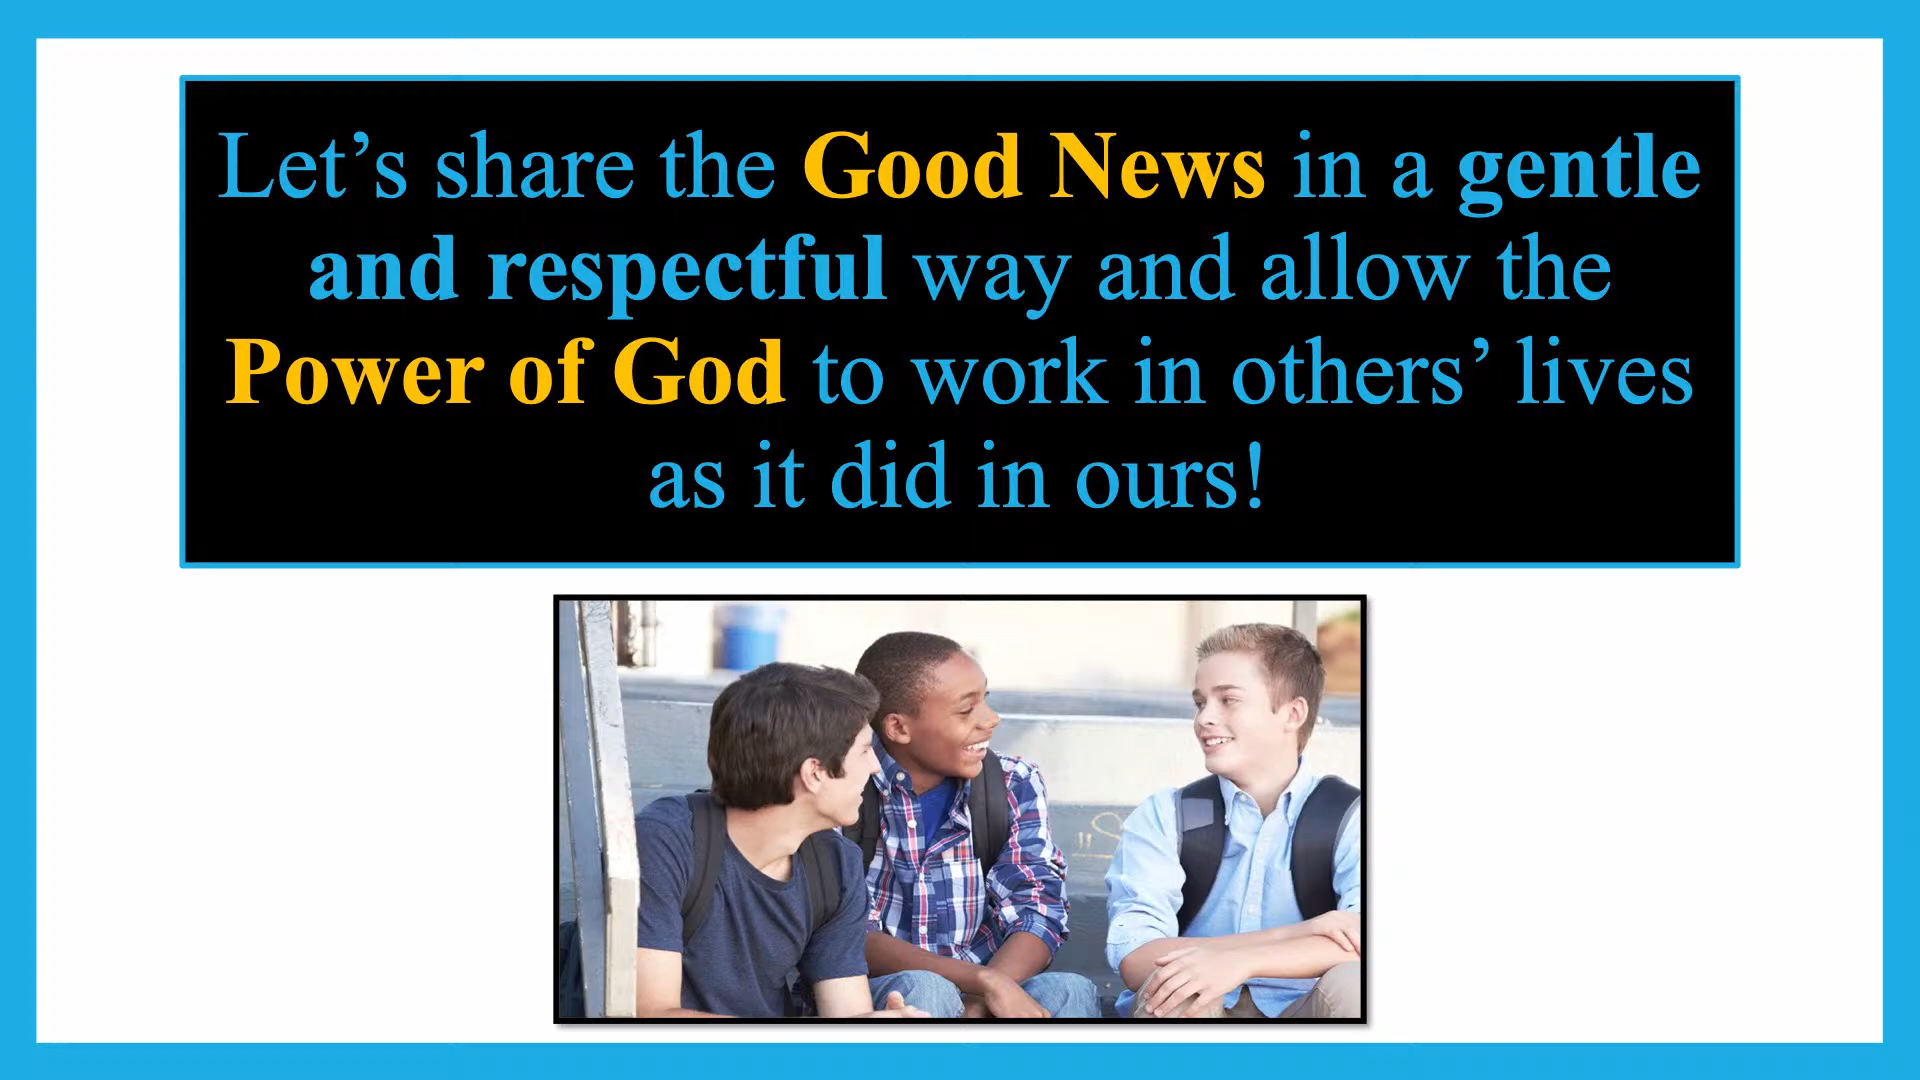 Let’s share the Good News in a gentle
and respectful way and allow the
Power of God to work in others’ lives
as it did in ours!